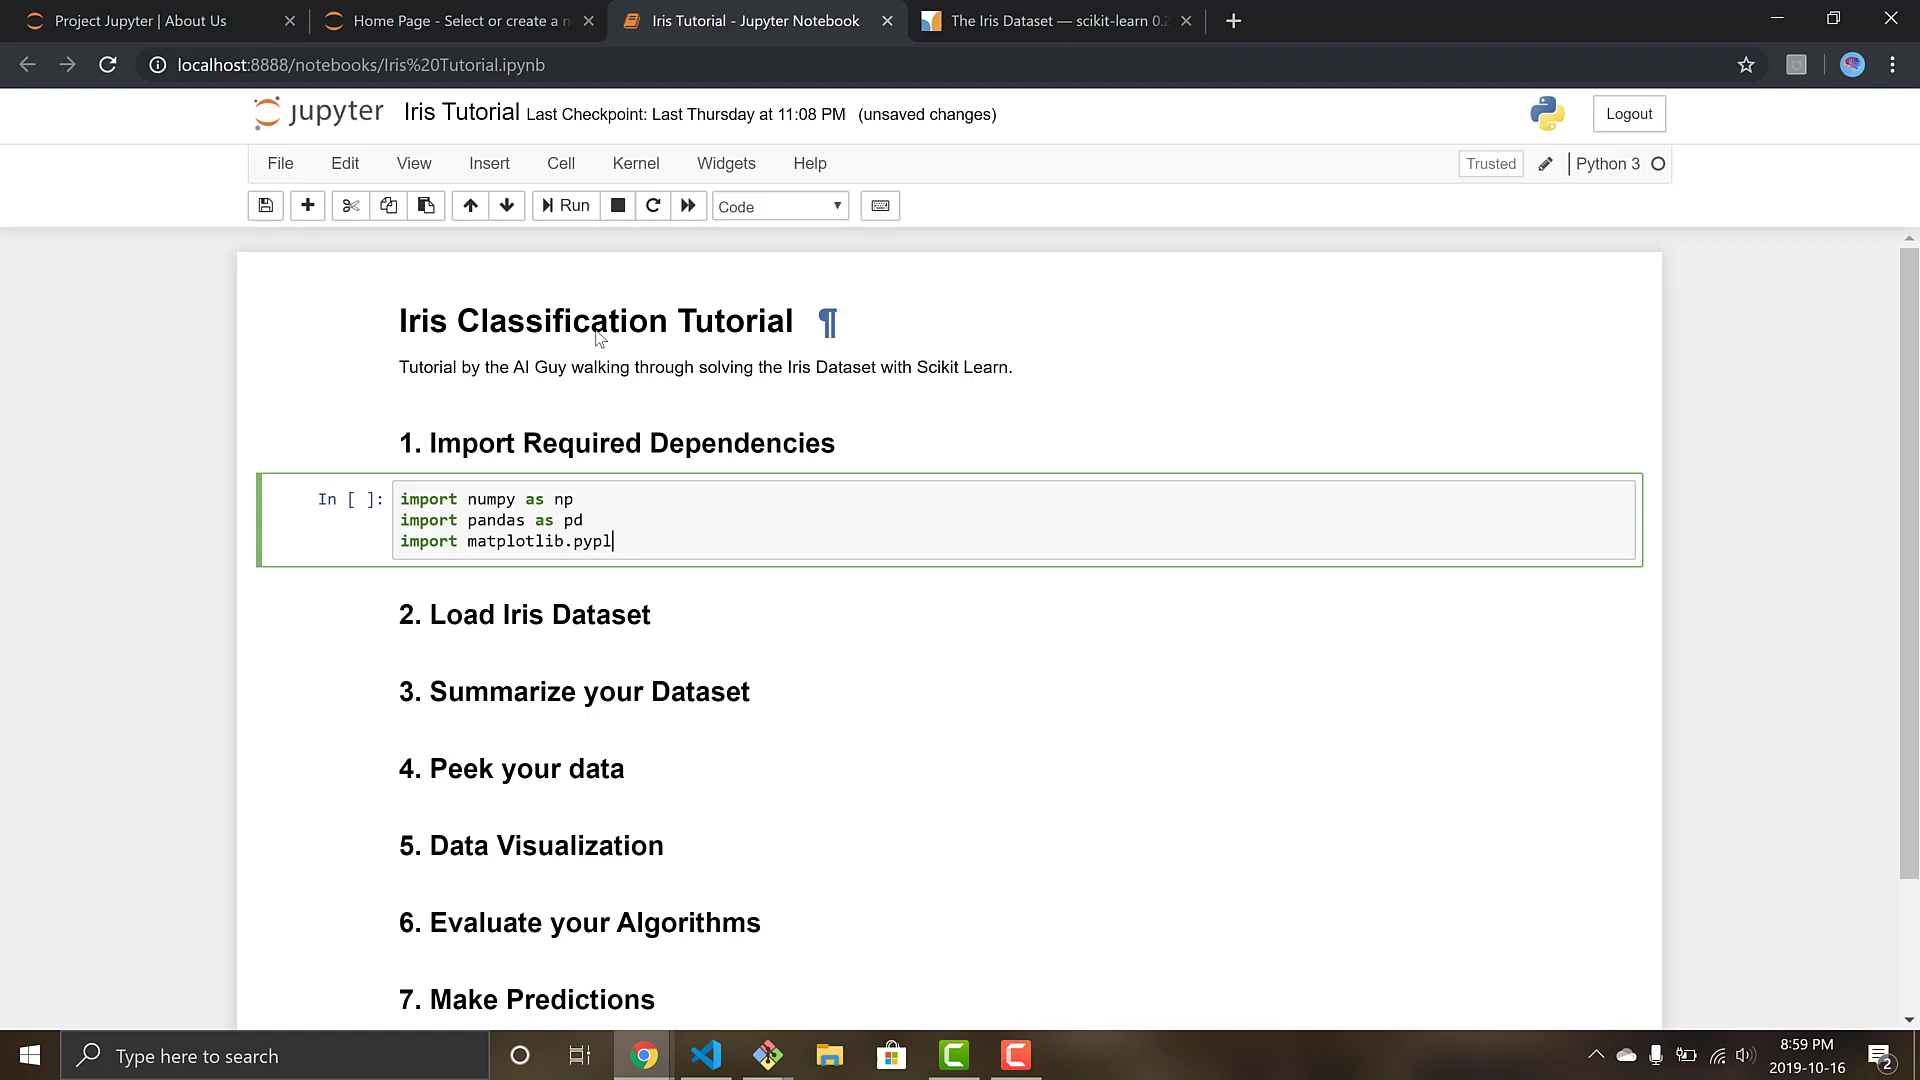 Project Jupyter | About Us
Home Page - Select or create a n
Iris Tutorial - Jupyter Notebook
The Iris Dataset — scikit-learn 0.2
localhost:8888/notebooks/Iris%20Tutorial.ipynb
jupyter Iris Tutorial Last Checkpoint: Last Thursday at 11:08 PM (unsaved changes)
Logout
File Edit View Insert Cell Kernel Widgets Help
Trusted
Python 3
Run
Code
Iris Classification Tutorial ¶
Tutorial by the AI Guy walking through solving the Iris Dataset with Scikit Learn.
1. Import Required Dependencies
In [ ]:
import numpy as np
import pandas as pd
import matplotlib.pypl
2. Load Iris Dataset
3. Summarize your Dataset
4. Peek your data
5. Data Visualization
6. Evaluate your Algorithms
7. Make Predictions
Type here to search
8:59 PM
2019-10-16
2